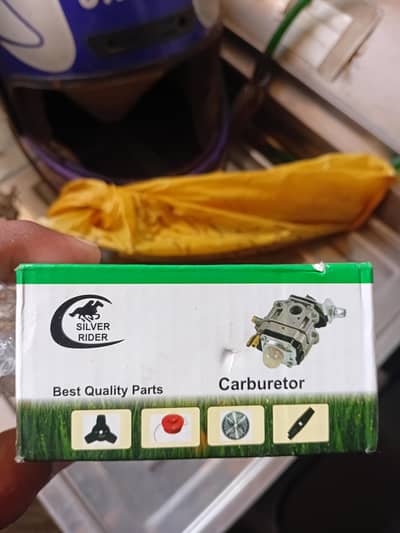 SILVER
RIDER
Best Quality Parts
Carburetor